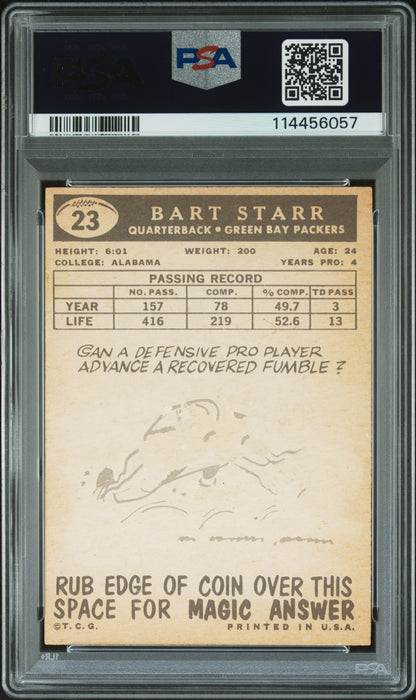 PSA
114456057
23
BART STARR
QUARTERBACK • GREEN BAY PACKERS
HEIGHT: 6:01 WEIGHT: 200 AGE: 24
COLLEGE: ALABAMA YEARS PRO: 4
PASSING RECORD
NO. PASS. COMP. % COMP. TD PASS
YEAR 157 78 49.7 3
LIFE 416 219 52.6 13
CAN A DEFENSIVE PRO PLAYER
ADVANCE A RECOVERED FUMBLE ?
RUB EDGE OF COIN OVER THIS
SPACE FOR MAGIC ANSWER
©T. C. G. PRINTED IN U.S.A.
PSA